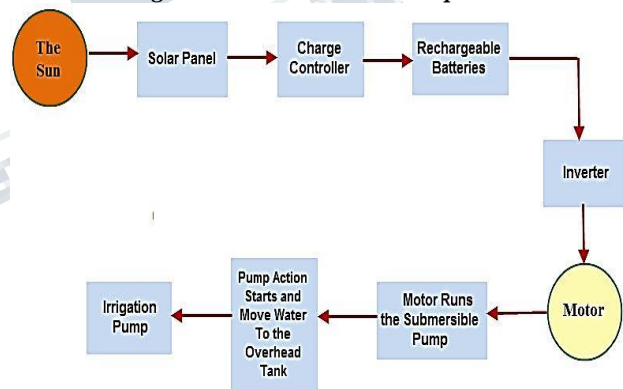 The
Sun
Solar Panel
Charge
Controller
Rechargeable
Batteries
Inverter
Motor
Motor Runs
the Submersible
Pump
Pump Action
Starts and
Move Water
To the
Overhead
Tank
Irrigation
Pump